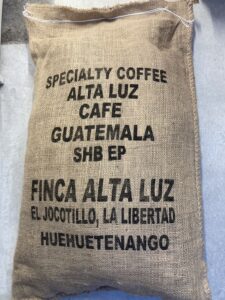 SPECIALTY COFFEE
ALTA LUZ
CAFE
GUATEMALA
SHB EP
FINCA ALTA LUZ
EL JOCOTILLO, LA LIBERTAD
HUEHUETENANGO